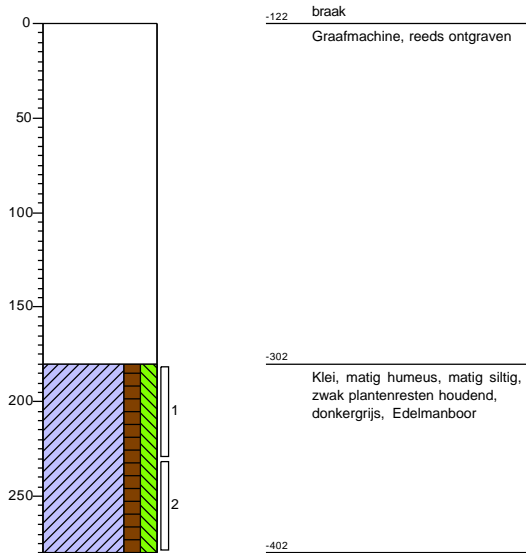 braak
0
-122
Graafmachine, reeds ontgraven
50
100
150
-302
Klei, matig humeus, matig siltig,
zwak plantenresten houdend,
donkergrijs, Edelmanboor
200
1
250
2
-402